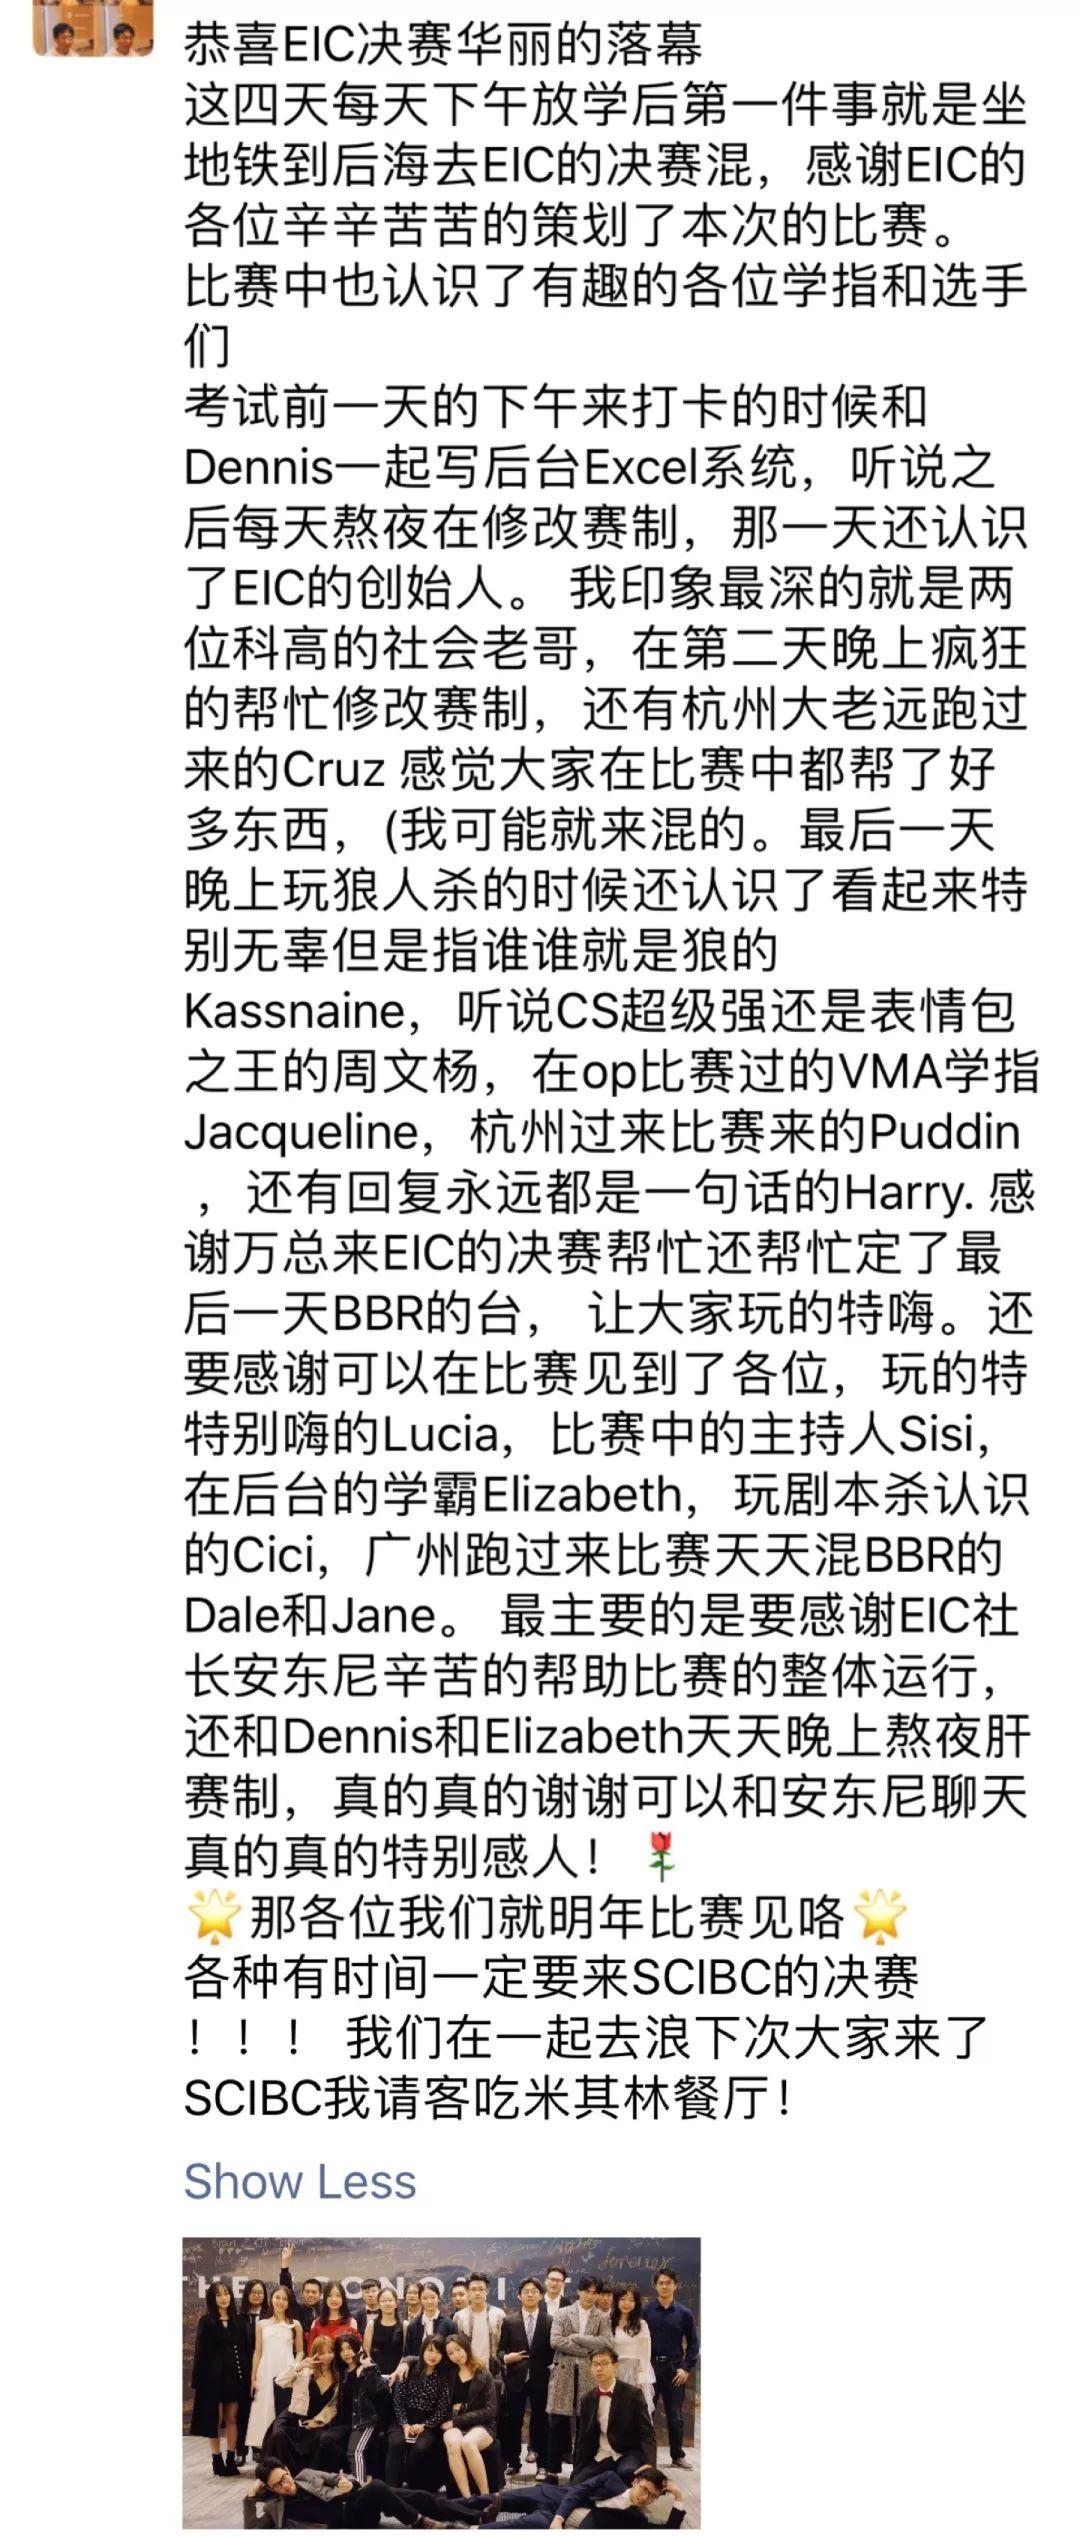 恭喜EIC决赛华丽的落幕
这四天每天下午放学后第一件事就是坐
地铁到后海去EIC的决赛混，感谢EIC的
各位辛辛苦苦的策划了本次的比赛。
比赛中也认识了有趣的各位学指和选手
们
考试前一天的下午来打卡的时候和
Dennis一起写后台Excel系统，听说之
后每天熬夜在修改赛制，那一天还认识
了EIC的创始人。 我印象最深的就是两
位科高的社会老哥，在第二天晚上疯狂
的帮忙修改赛制，还有杭州大老远跑过
来的Cruz 感觉大家在比赛中都帮了好
多东西，(我可能就来混的。最后一天
晚上玩狼人杀的时候还认识了看起来特
别无辜但是指谁谁就是狼的
Kassnaine，听说CS超级强还是表情包
之王的周文杨，在op比赛过的VMA学指
Jacqueline，杭州过来比赛来的Puddin
，还有回复永远都是一句话的Harry. 感
谢万总来EIC的决赛帮忙还帮忙定了最
后一天BBR的台， 让大家玩的特嗨。还
要感谢可以在比赛见到了各位，玩的特
特别嗨的Lucia，比赛中的主持人Sisi，
在后台的学霸Elizabeth，玩剧本杀认识
的Cici，广州跑过来比赛天天混BBR的
Dale和Jane。 最主要的是要感谢EIC社
长安东尼辛苦的帮助比赛的整体运行，
还和Dennis和Elizabeth天天晚上熬夜肝
赛制，真的真的谢谢可以和安东尼聊天
真的真的特别感人！🌹
🌟那各位我们就明年比赛见咯🌟
各种有时间一定要来SCIBC的决赛
！！！ 我们在一起去浪下次大家来了
SCIBC我请客吃米其林餐厅！
Show Less
THE ECONOMIST
forever